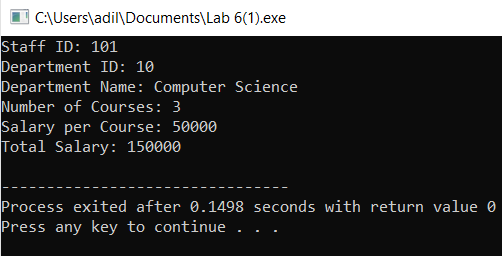 C:\Users\adil\Documents\Lab 6(1).exe
Staff ID: 101
Department ID: 10
Department Name: Computer Science
Number of Courses: 3
Salary per Course: 50000
Total Salary: 150000
--------------------------------
Process exited after 0.1498 seconds with return value 0
Press any key to continue . . .